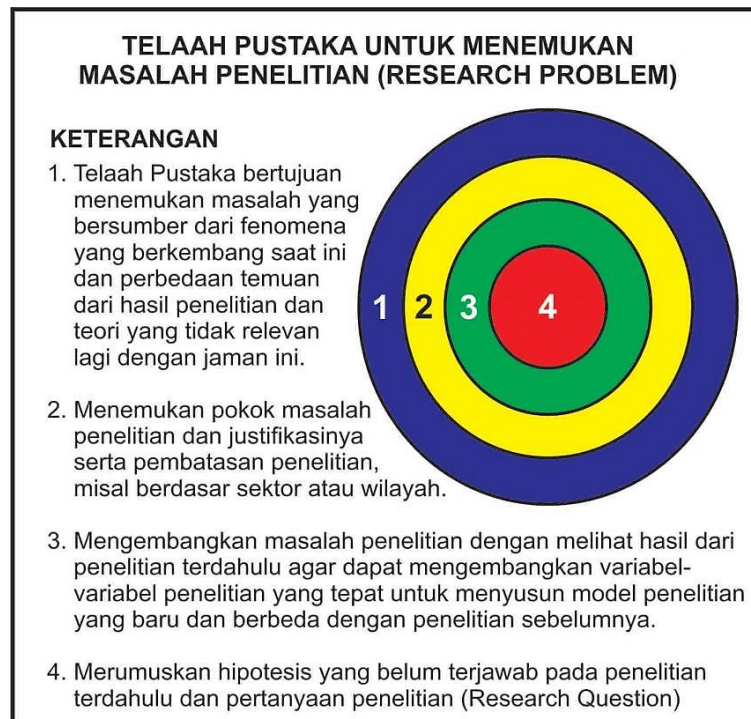 TELAAH PUSTAKA UNTUK MENEMUKAN
MASALAH PENELITIAN (RESEARCH PROBLEM)
KETERANGAN
1. Telaah Pustaka bertujuan
menemukan masalah yang
bersumber dari fenomena
yang berkembang saat ini
dan perbedaan temuan
dari hasil penelitian dan
teori yang tidak relevan
lagi dengan jaman ini.
2. Menemukan pokok masalah
penelitian dan justifikasinya
serta pembatasan penelitian,
misal berdasar sektor atau wilayah.
3. Mengembangkan masalah penelitian dengan melihat hasil dari
penelitian terdahulu agar dapat mengembangkan variabel-
variabel penelitian yang tepat untuk menyusun model penelitian
yang baru dan berbeda dengan penelitian sebelumnya.
4. Merumuskan hipotesis yang belum terjawab pada penelitian
terdahulu dan pertanyaan penelitian (Research Question)
1 2 3 4